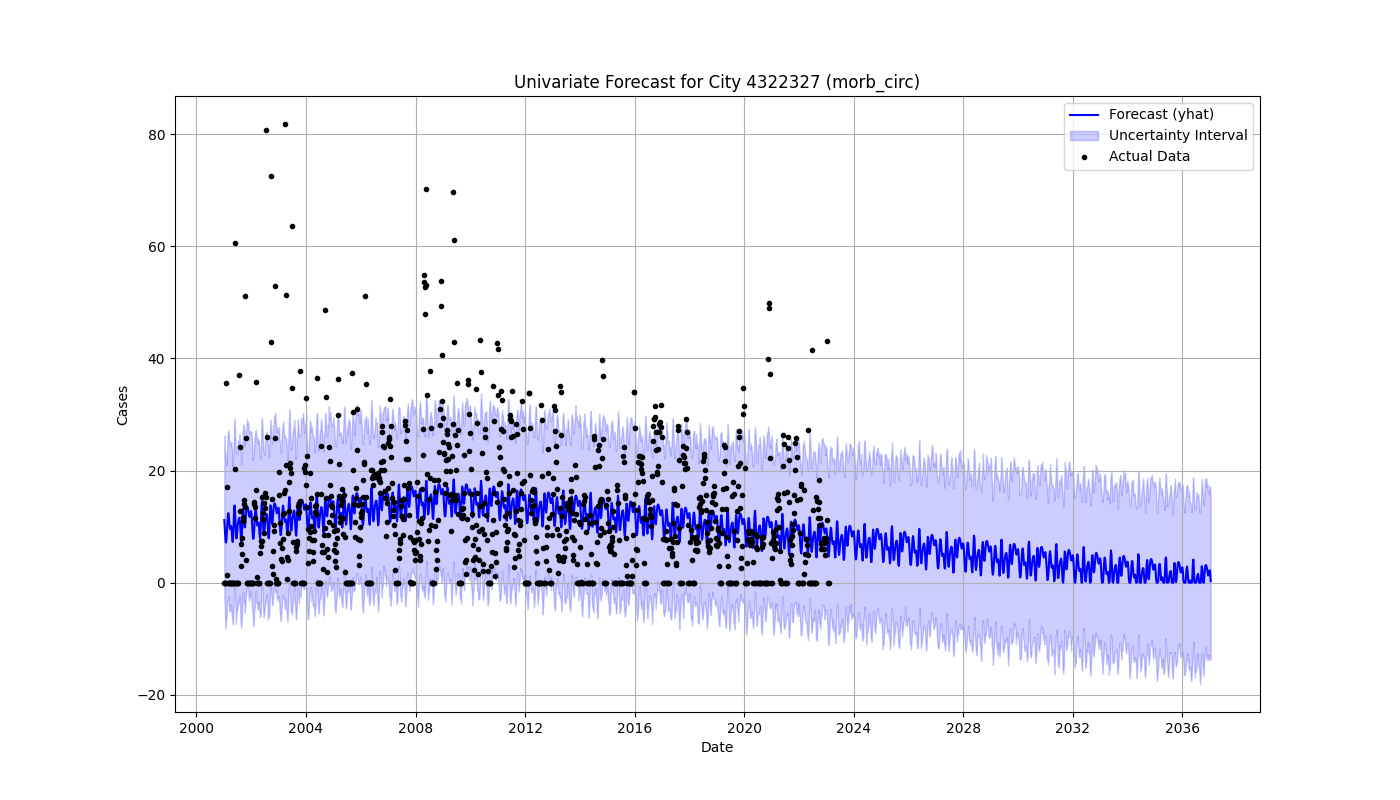 Univariate Forecast for City 4322327 (morb_circ)
Forecast (yhat)
Uncertainty Interval
Actual Data
Cases
80
60
40
20
0
−20
2000 2004 2008 2012 2016 2020 2024 2028 2032 2036
Date